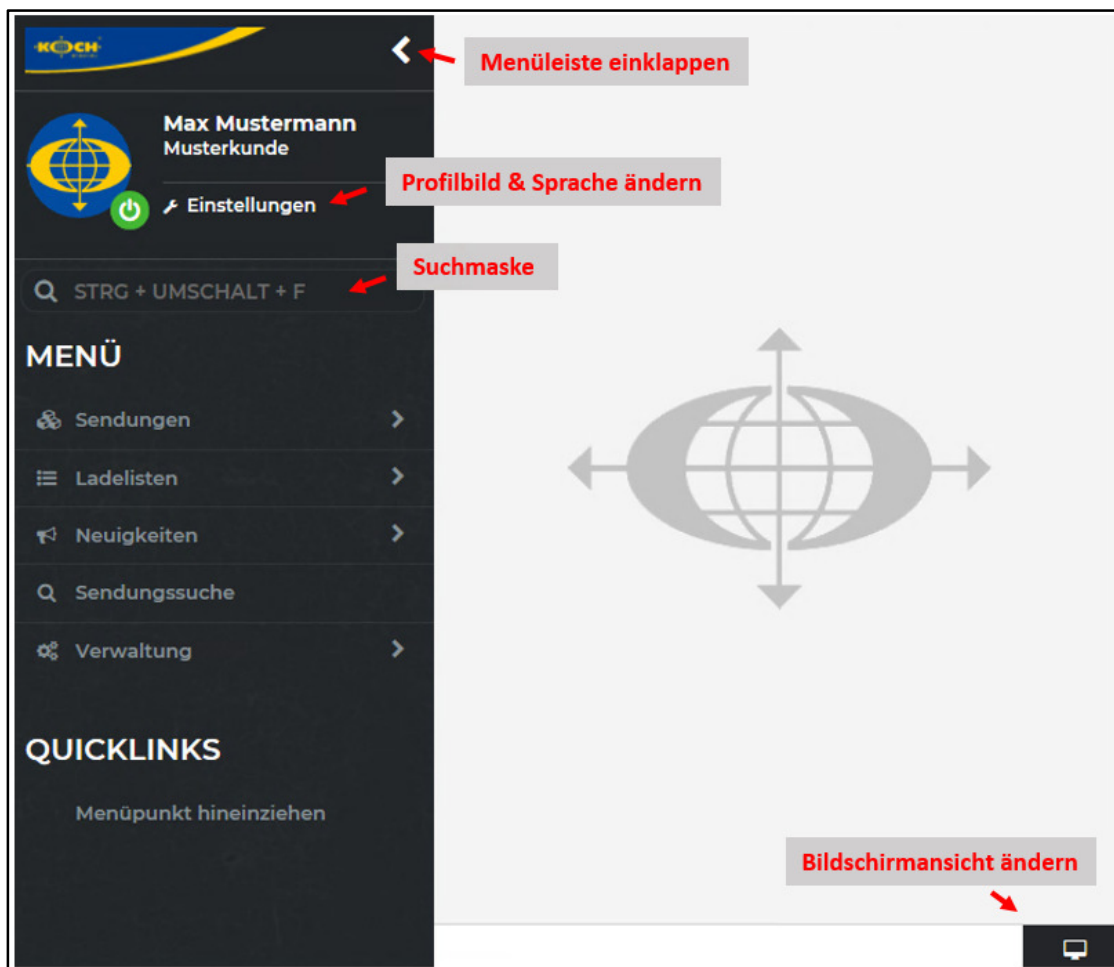 KOCH
Menüleiste einklappen
Max Mustermann
Musterkunde
Profilbild & Sprache ändern
Einstellungen
Suchmaske
STRG + UMSCHALT + F
MENÜ
Sendungen
Ladelisten
Neuigkeiten
Sendungssuche
Verwaltung
QUICKLINKS
Menüpunkt hineinziehen
Bildschirmansicht ändern